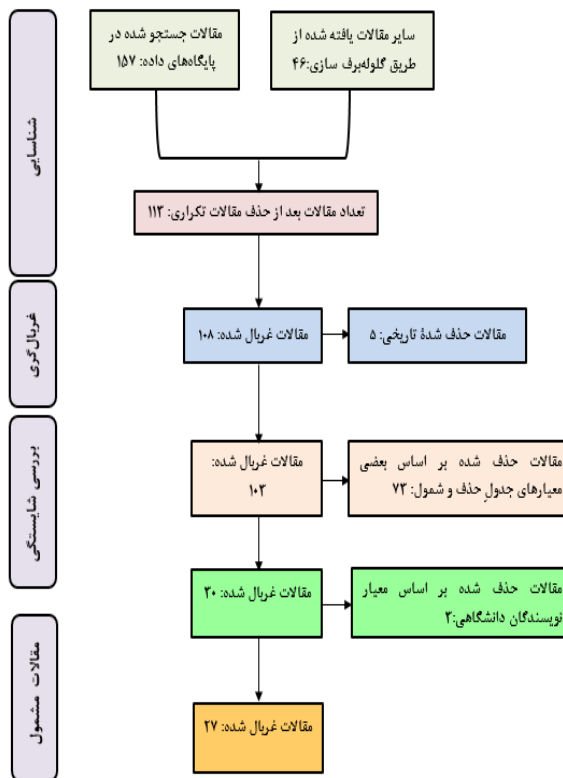 سایر مقالات یافته شده از
طریق گلوله‌برف سازی:۴۶
مقالات جستجو شده در
پایگاه‌های داده: ۱۵۷
شناسایی
تعداد مقالات بعد از حذف مقالات تکراری: ۱۱۳
غربال‌گری
مقالات غربال شده: ۱۰۸
مقالات حذف شدۀ تاریخی: ۵
بررسی شایستگی
مقالات غربال شده:
۱۰۳
مقالات حذف شده بر اساس بعضی
معیارهای جدولِ حذف و شمول: ۷۳
مقالات غربال شده: ۳۰
مقالات حذف شده بر اساس معیار
نویسندگان دانشگاهی:۳
مقالات مشمول
مقالات غربال شده: ۲۷